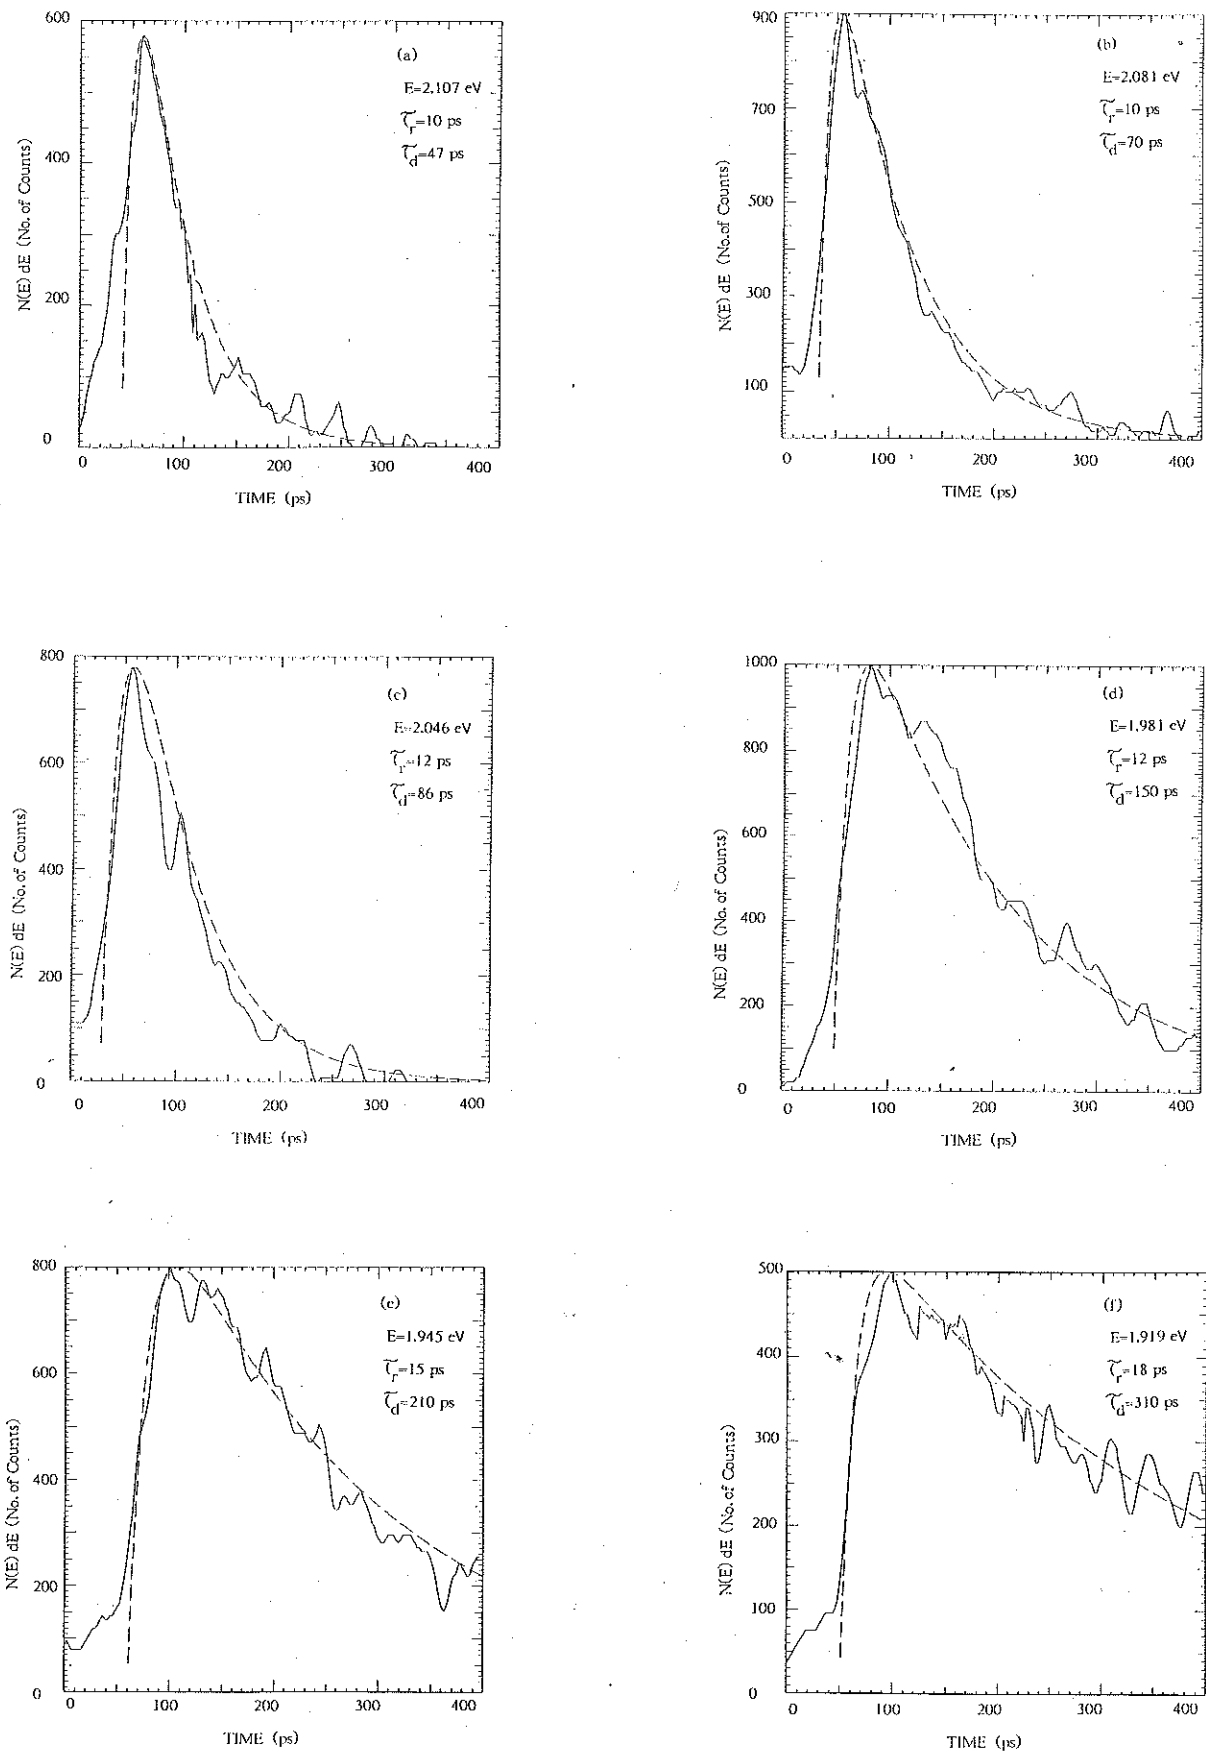 600
400
200
0
N(E) dE (No. of Counts)
(a)
E=2.107 eV
τr=10 ps
τd=47 ps
0 100 200 300 400
TIME (ps)
900
700
500
300
100
N(E) dE (No. of Counts)
(b)
E=2.081 eV
τr=10 ps
τd=70 ps
0 100 200 300 400
TIME (ps)
800
600
400
200
0
N(E) dE (No. of Counts)
(c)
E=2.046 eV
τr=12 ps
τd=86 ps
0 100 200 300 400
TIME (ps)
1000
800
600
400
200
0
N(E) dE (No. of Counts)
(d)
E=1.981 eV
τr=12 ps
τd=150 ps
0 100 200 300 400
TIME (ps)
800
600
400
200
0
N(E) dE (No. of Counts)
(e)
E=1.945 eV
τr=15 ps
τd=210 ps
0 100 200 300 400
TIME (ps)
500
400
300
200
100
0
N(E) dE (No. of Counts)
(f)
E=1.919 eV
τr=18 ps
τd=310 ps
0 100 200 300 400
TIME (ps)